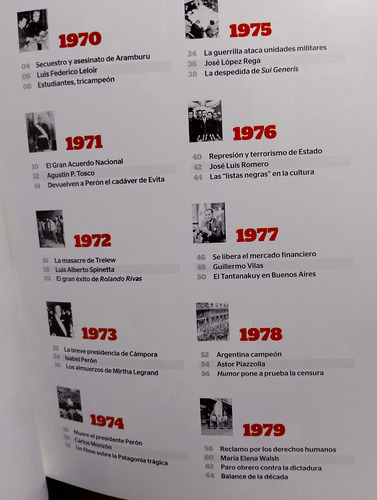 1970
04 Secuestro y asesinato de Aramburu
06 Luis Federico Leloir
08 Estudiantes, tricampeón
1971
10 El Gran Acuerdo Nacional
12 Agustín P. Tosco
14 Devuelven a Perón el cadáver de Evita
1972
16 La masacre de Trelew
18 Luis Alberto Spinetta
20 El gran éxito de Rolando Rivas
1973
22 La breve presidencia de Cámpora
24 Isabel Perón
26 Los almuerzos de Mirtha Legrand
1974
28 Muere el presidente Perón
30 Carlos Monzón
32 Un filme sobre la Patagonia trágica
1975
34 La guerrilla ataca unidades militares
36 José López Rega
38 La despedida de Sui Generis
1976
40 Represión y terrorismo de Estado
42 José Luis Romero
44 Las "listas negras" en la cultura
1977
46 Se libera el mercado financiero
48 Guillermo Vilas
50 El Tantanakuy en Buenos Aires
1978
52 Argentina campeón
54 Astor Piazzolla
56 Humor pone a prueba la censura
1979
58 Reclamo por los derechos humanos
60 María Elena Walsh
62 Paro obrero contra la dictadura
64 Balance de la década